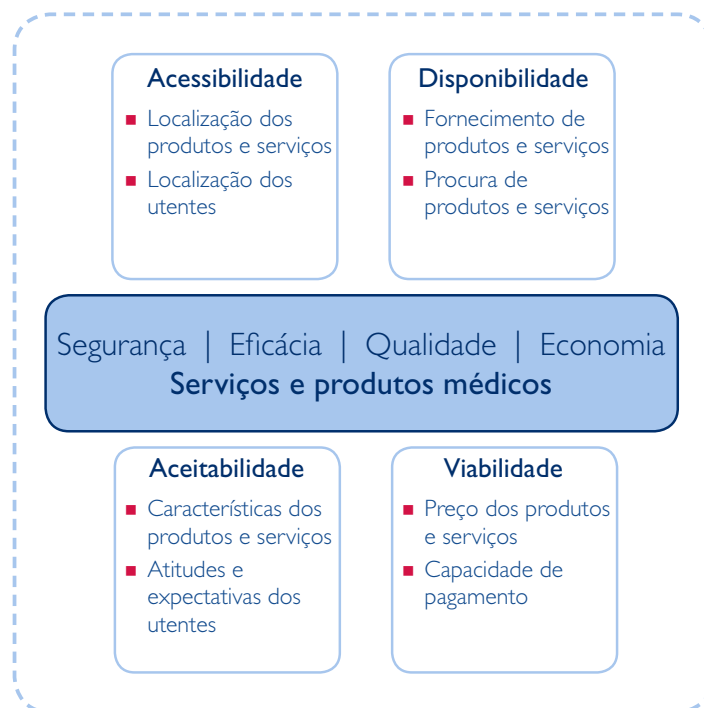 Acessibilidade
Localização dos
produtos e serviços
Localização dos
utentes
Disponibilidade
Fornecimento de
produtos e serviços
Procura de
produtos e serviços
Segurança | Eficácia | Qualidade | Economia
Serviços e produtos médicos
Aceitabilidade
Características dos
produtos e serviços
Atitudes e
expectativas dos
utentes
Viabilidade
Preço dos produtos
e serviços
Capacidade de
pagamento